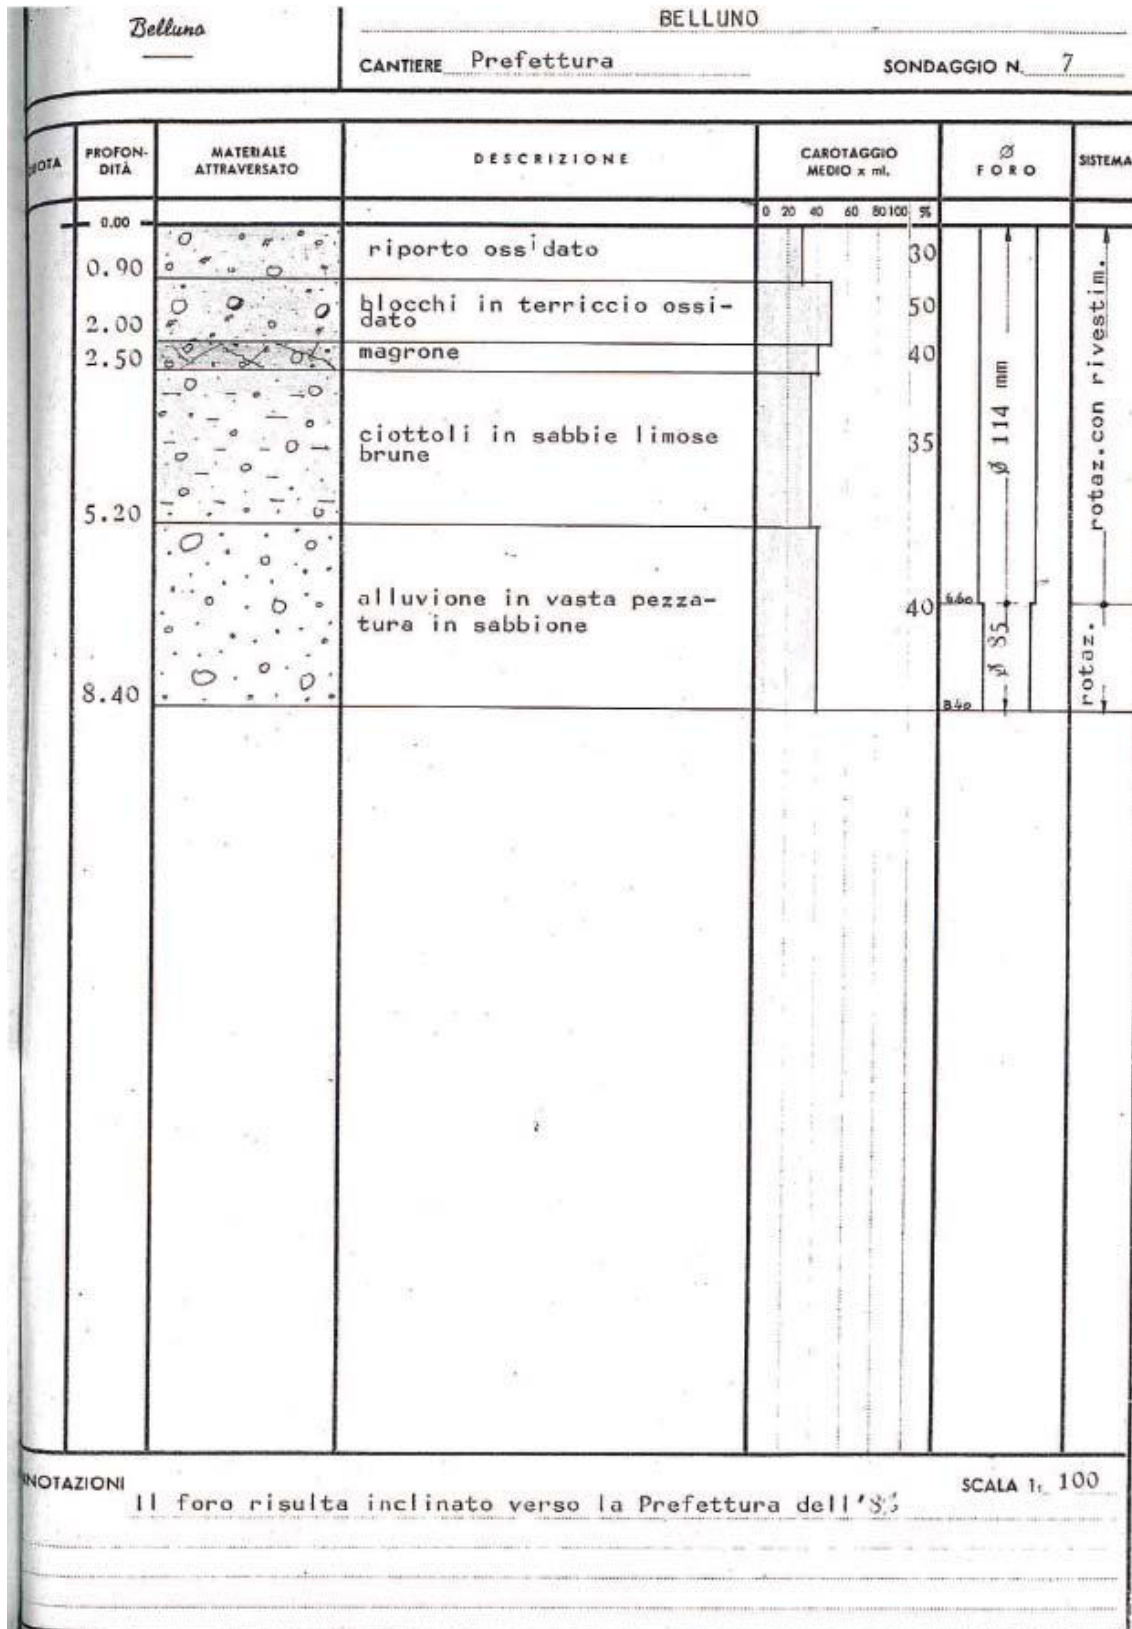 Belluno
BELLUNO
CANTIERE Prefettura
SONDAGGIO N. 7
PROFON-
DITÀ
MATERIALE
ATTRAVERSATO
DESCRIZIONE
CAROTAGGIO
MEDIO x ml.
Ø
FORO
SISTEMA
0 20 40 60 80 100 %
0.00
0.90
riporto ossidato
30
2.00
blocchi in terriccio ossi-
dato
50
2.50
magrone
40
5.20
ciottoli in sabbie limose
brune
35
8.40
alluvione in vasta pezza-
tura in sabbione
40
Ø 114 mm
6.60
Ø 85
8.40
rotaz.con rivestim.
rotaz.
NOTAZIONI
SCALA 1: 100
Il foro risulta inclinato verso la Prefettura dell'